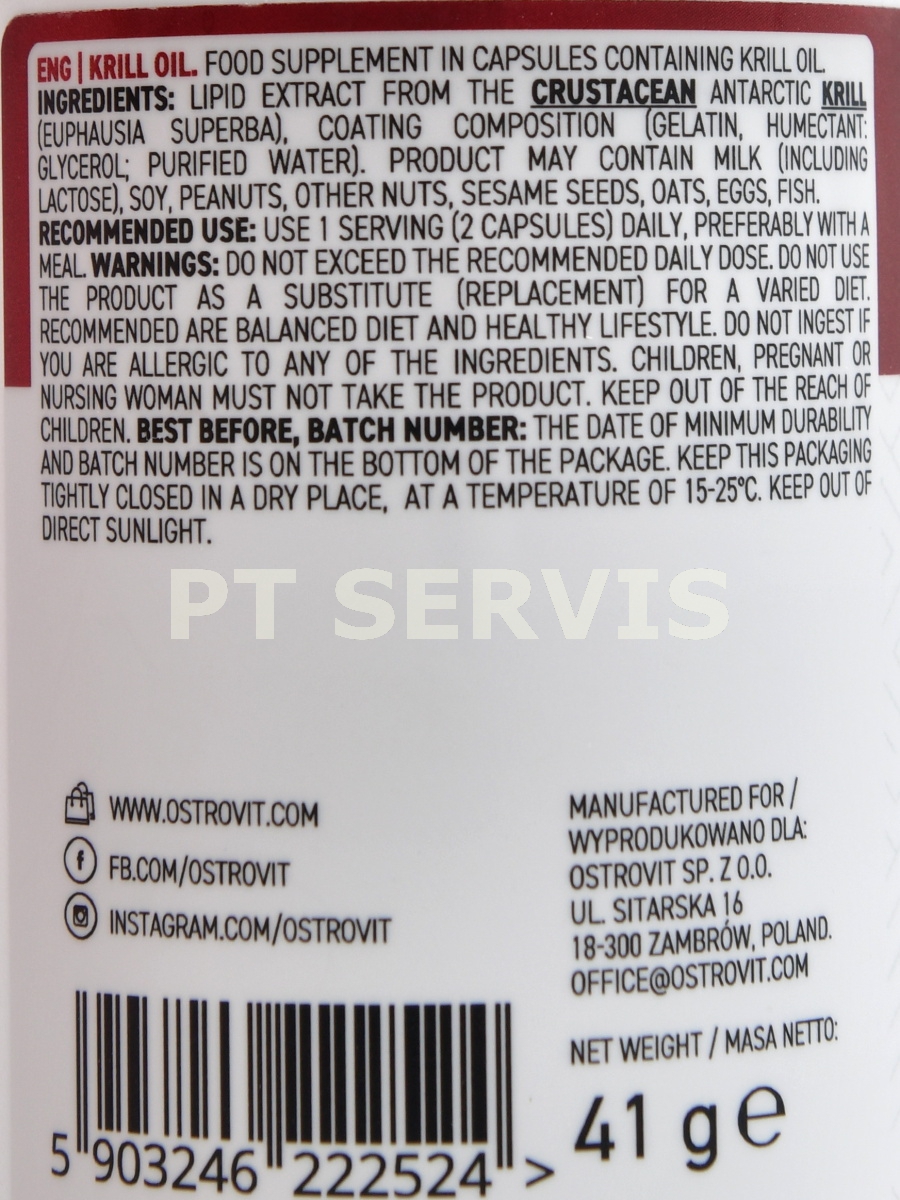 ENG | KRILL OIL. FOOD SUPPLEMENT IN CAPSULES CONTAINING KRILL OIL.
INGREDIENTS: LIPID EXTRACT FROM THE CRUSTACEAN ANTARCTIC KRILL
(EUPHAUSIA SUPERBA), COATING COMPOSITION (GELATIN, HUMECTANT:
GLYCEROL; PURIFIED WATER). PRODUCT MAY CONTAIN MILK (INCLUDING
LACTOSE), SOY, PEANUTS, OTHER NUTS, SESAME SEEDS, OATS, EGGS, FISH.
RECOMMENDED USE: USE 1 SERVING (2 CAPSULES) DAILY, PREFERABLY WITH A
MEAL. WARNINGS: DO NOT EXCEED THE RECOMMENDED DAILY DOSE. DO NOT USE
THE PRODUCT AS A SUBSTITUTE (REPLACEMENT) FOR A VARIED DIET.
RECOMMENDED ARE BALANCED DIET AND HEALTHY LIFESTYLE. DO NOT INGEST IF
YOU ARE ALLERGIC TO ANY OF THE INGREDIENTS. CHILDREN, PREGNANT OR
NURSING WOMAN MUST NOT TAKE THE PRODUCT. KEEP OUT OF THE REACH OF
CHILDREN. BEST BEFORE, BATCH NUMBER: THE DATE OF MINIMUM DURABILITY
AND BATCH NUMBER IS ON THE BOTTOM OF THE PACKAGE. KEEP THIS PACKAGING
TIGHTLY CLOSED IN A DRY PLACE, AT A TEMPERATURE OF 15-25°C. KEEP OUT OF
DIRECT SUNLIGHT.
PT SERVIS
WWW.OSTROVIT.COM
FB.COM/OSTROVIT
INSTAGRAM.COM/OSTROVIT
MANUFACTURED FOR /
WYPRODUKOWANO DLA:
OSTROVIT SP. Z O.O.
UL. SITARSKA 16
18-300 ZAMBRÓW, POLAND.
OFFICE@OSTROVIT.COM
NET WEIGHT / MASA NETTO:
41 g e
5 903246 222524 >